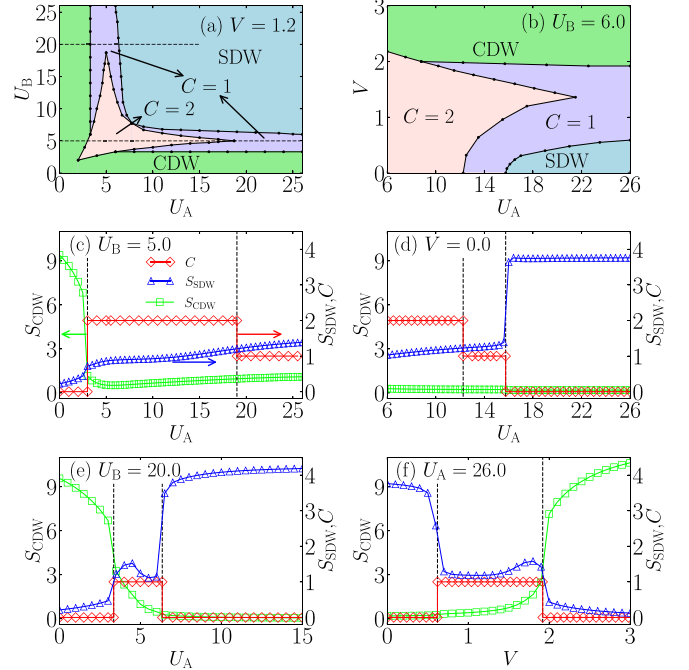 (a) V = 1.2
SDW
C = 1
C = 2
CDW
U_B
25
20
15
10
5
0
0 5 10 15 20 25
U_A
(b) U_B = 6.0
CDW
C = 2
C = 1
SDW
V
3
2
1
0
6 10 14 18 22 26
U_A
(c) U_B = 5.0
C
S_SDW
S_CDW
S_CDW
9
6
3
0
4
3
2
1
0
S_SDW, C
0 5 10 15 20 25
U_A
(d) V = 0.0
S_CDW
9
6
3
0
4
3
2
1
0
S_SDW, C
6 10 14 18 22 26
U_A
(e) U_B = 20.0
S_CDW
9
6
3
0
4
3
2
1
0
S_SDW, C
0 5 10 15
U_A
(f) U_A = 26.0
S_CDW
9
6
3
0
4
3
2
1
0
S_SDW, C
0 1 2 3
V